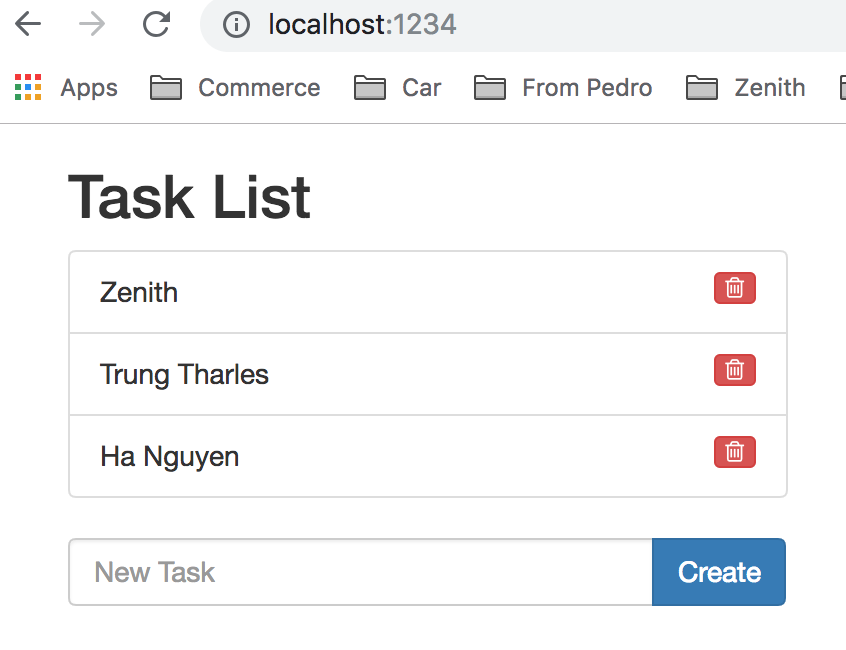 localhost:1234
Apps Commerce Car From Pedro Zenith
Task List
Zenith
Trung Tharles
Ha Nguyen
New Task Create